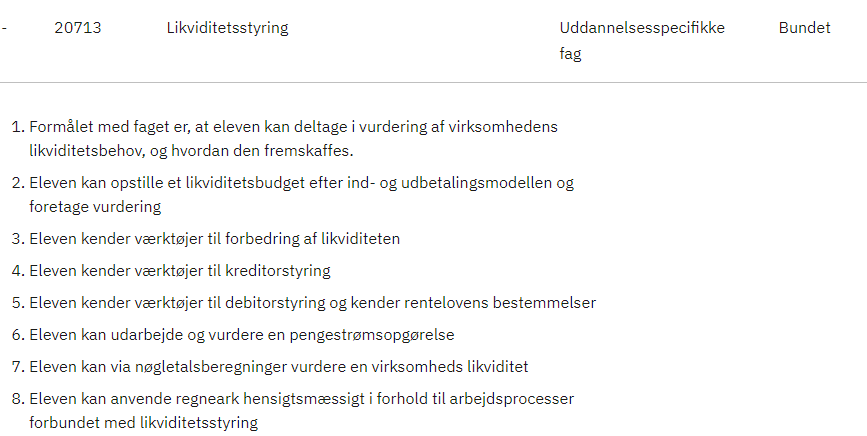 - 20713 Likviditetsstyring Uddannelsesspecifikke Bundet
fag
1. Formålet med faget er, at eleven kan deltage i vurdering af virksomhedens
likviditetsbehov, og hvordan den fremskaffes.
2. Eleven kan opstille et likviditetsbudget efter ind- og udbetalingsmodellen og
foretage vurdering
3. Eleven kender værktøjer til forbedring af likviditeten
4. Eleven kender værktøjer til kreditorstyring
5. Eleven kender værktøjer til debitorstyring og kender rentelovens bestemmelser
6. Eleven kan udarbejde og vurdere en pengestrømsopgørelse
7. Eleven kan via nøgletalsberegninger vurdere en virksomheds likviditet
8. Eleven kan anvende regneark hensigtsmæssigt i forhold til arbejdsprocesser
forbundet med likviditetsstyring